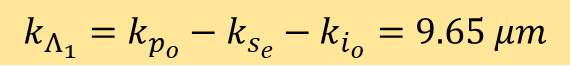 k_{Λ_1} = k_{p_o} − k_{s_e} − k_{i_o} = 9.65 μm